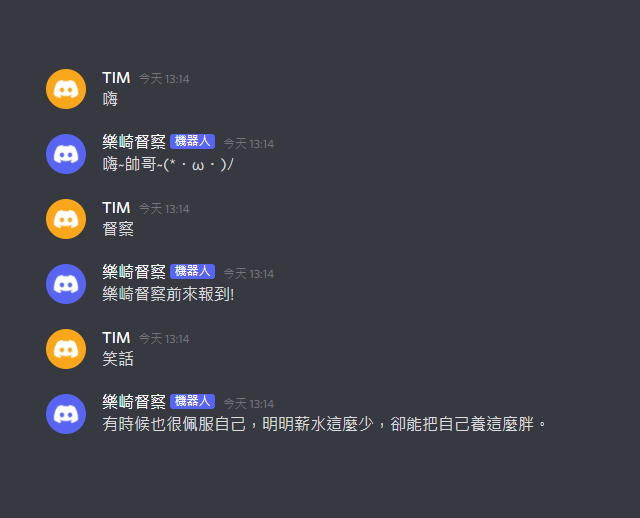 TIM 今天 13:14
嗨
樂崎督察 機器人 今天 13:14
嗨~帥哥~(*・ω・)ﾉ
TIM 今天 13:14
督察
樂崎督察 機器人 今天 13:14
樂崎督察前來報到!
TIM 今天 13:14
笑話
樂崎督察 機器人 今天 13:14
有時候也很佩服自己，明明薪水這麼少，卻能把自己養這麼胖。